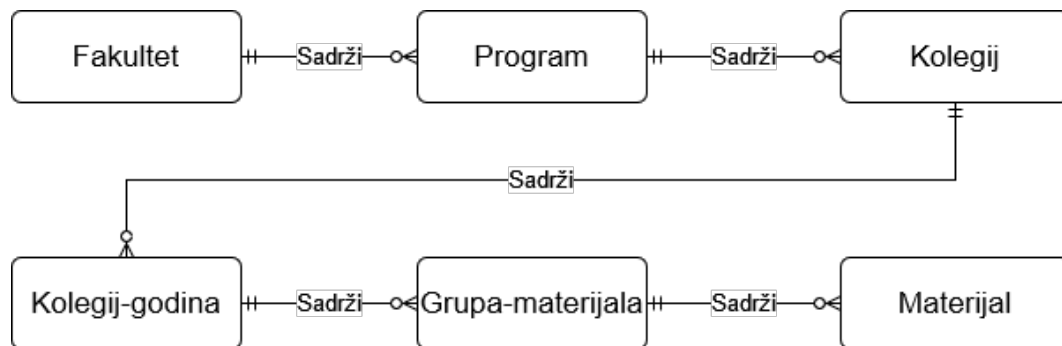 Fakultet
Sadrži
Program
Sadrži
Kolegij
Sadrži
Kolegij-godina
Sadrži
Grupa-materijala
Sadrži
Materijal